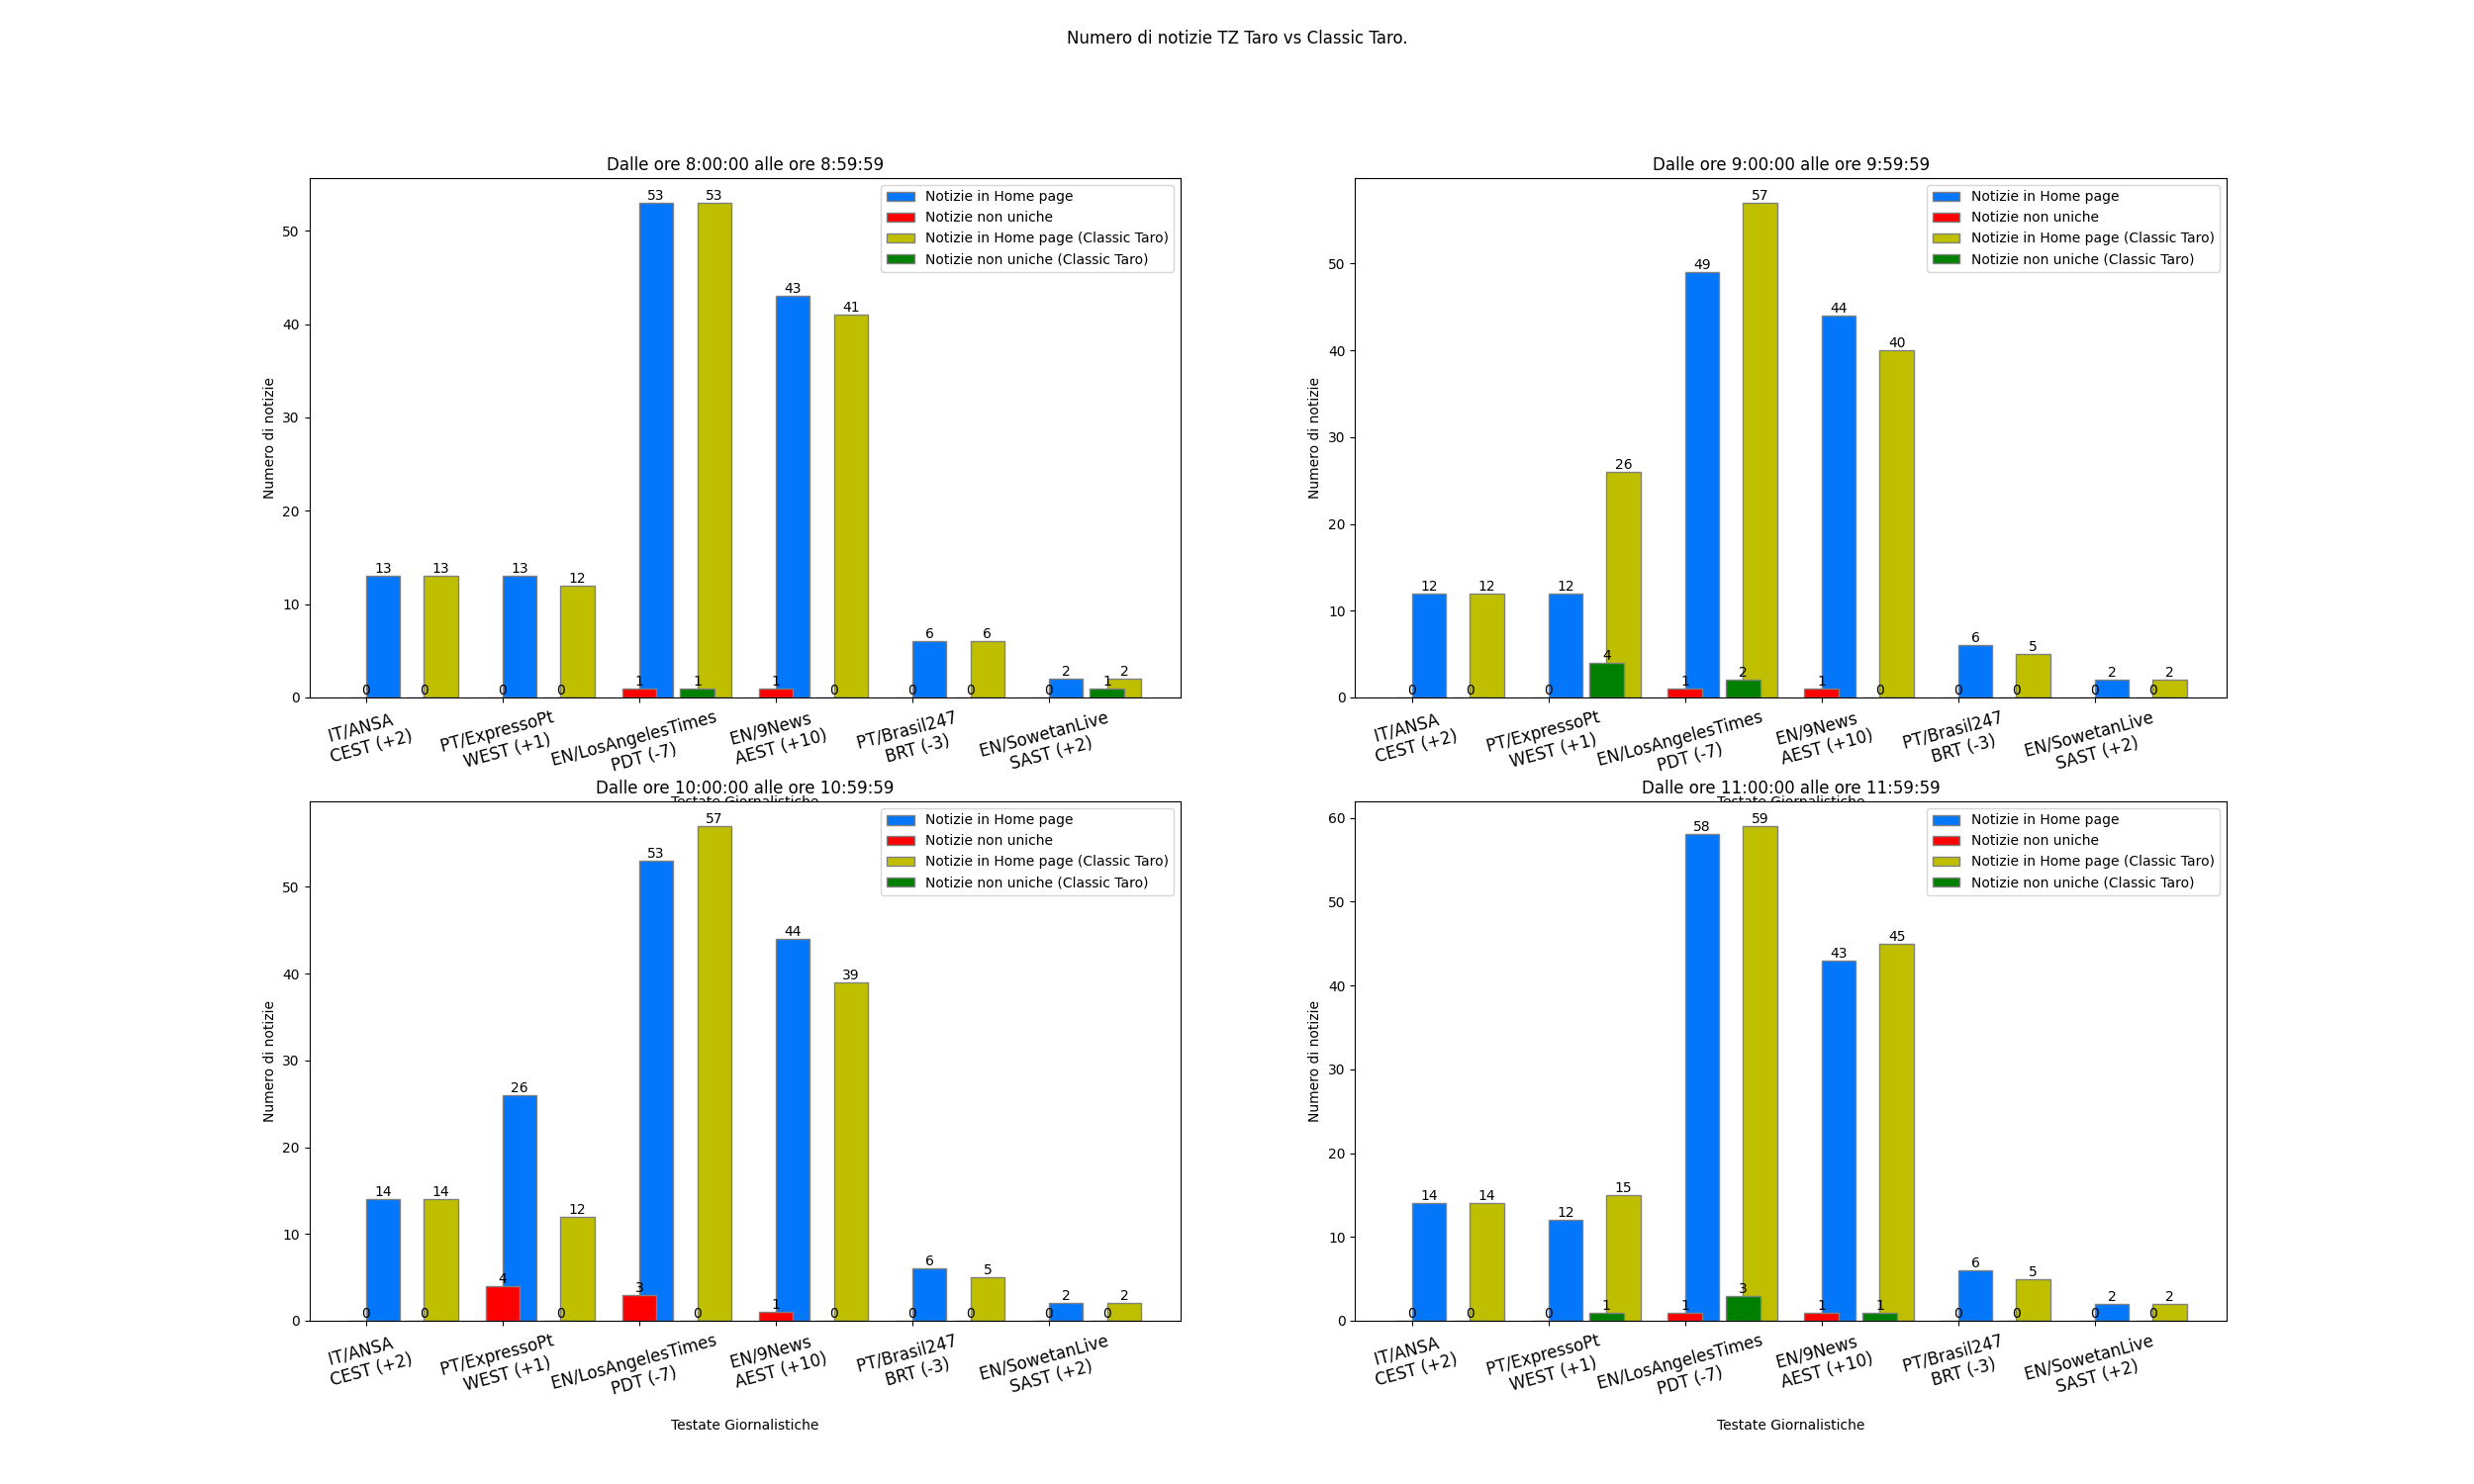 Numero di notizie TZ Taro vs Classic Taro.
Dalle ore 8:00:00 alle ore 8:59:59
Notizie in Home page
Notizie non uniche
Notizie in Home page (Classic Taro)
Notizie non uniche (Classic Taro)
Numero di notizie
50
40
30
20
10
0
53 53
43 41
13 13 13 12
6 6
2 2
0 0 0 0 1 1 1 0 0 0 0 1
IT/ANSA
CEST (+2)
PT/ExpressoPt
WEST (+1)
EN/LosAngelesTimes
PDT (-7)
EN/9News
AEST (+10)
PT/Brasil247
BRT (-3)
EN/SowetanLive
SAST (+2)
Testate Giornalistiche
Dalle ore 9:00:00 alle ore 9:59:59
Notizie in Home page
Notizie non uniche
Notizie in Home page (Classic Taro)
Notizie non uniche (Classic Taro)
Numero di notizie
50
40
30
20
10
0
57
49
44 40
26
12 12 12
6 5
2 2
0 0 0 4 1 2 1 0 0 0 0 0
IT/ANSA
CEST (+2)
PT/ExpressoPt
WEST (+1)
EN/LosAngelesTimes
PDT (-7)
EN/9News
AEST (+10)
PT/Brasil247
BRT (-3)
EN/SowetanLive
SAST (+2)
Testate Giornalistiche
Dalle ore 10:00:00 alle ore 10:59:59
Notizie in Home page
Notizie non uniche
Notizie in Home page (Classic Taro)
Notizie non uniche (Classic Taro)
Numero di notizie
50
40
30
20
10
0
57
53
44 39
26
14 14 12
6 5
2 2
0 0 4 0 3 0 1 0 0 0 0 0
IT/ANSA
CEST (+2)
PT/ExpressoPt
WEST (+1)
EN/LosAngelesTimes
PDT (-7)
EN/9News
AEST (+10)
PT/Brasil247
BRT (-3)
EN/SowetanLive
SAST (+2)
Testate Giornalistiche
Dalle ore 11:00:00 alle ore 11:59:59
Notizie in Home page
Notizie non uniche
Notizie in Home page (Classic Taro)
Notizie non uniche (Classic Taro)
Numero di notizie
60
50
40
30
20
10
0
58 59
43 45
14 14 12 15
6 5
2 2
0 0 0 1 1 3 1 1 0 0 0 0
IT/ANSA
CEST (+2)
PT/ExpressoPt
WEST (+1)
EN/LosAngelesTimes
PDT (-7)
EN/9News
AEST (+10)
PT/Brasil247
BRT (-3)
EN/SowetanLive
SAST (+2)
Testate Giornalistiche